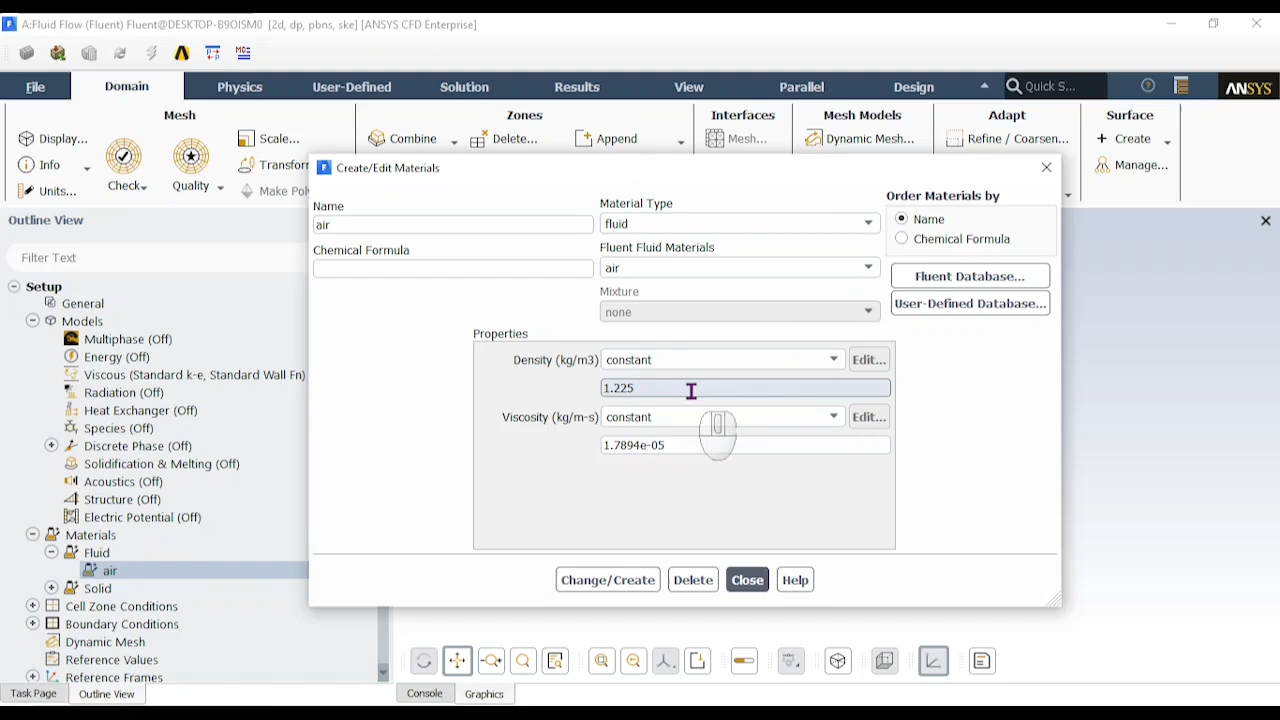 A:Fluid Flow (Fluent) Fluent@DESKTOP-B9OISM0 [2d, dp, pbns, ske] [ANSYS CFD Enterprise]
File Domain Physics User-Defined Solution Results View Parallel Design Quick S... ANSYS
Mesh Zones Interfaces Mesh Models Adapt Surface
Display... Scale... Combine Delete... Append Mesh... Dynamic Mesh... Refine / Coarsen... Create
Info Check Quality Transfor Manage...
Units... Make Pol
Create/Edit Materials
Outline View
Filter Text
Setup
General
Models
Multiphase (Off)
Energy (Off)
Viscous (Standard k-e, Standard Wall Fn)
Radiation (Off)
Heat Exchanger (Off)
Species (Off)
Discrete Phase (Off)
Solidification & Melting (Off)
Acoustics (Off)
Structure (Off)
Electric Potential (Off)
Materials
Fluid
air
Solid
Cell Zone Conditions
Boundary Conditions
Dynamic Mesh
Reference Values
Reference Frames
Task Page Outline View
Name
air
Chemical Formula
Material Type
fluid
Fluent Fluid Materials
air
Mixture
none
Order Materials by
Name
Chemical Formula
Fluent Database...
User-Defined Database...
Properties
Density (kg/m3) constant Edit...
1.225
Viscosity (kg/m-s) constant Edit...
1.7894e-05
Change/Create Delete Close Help
Console Graphics